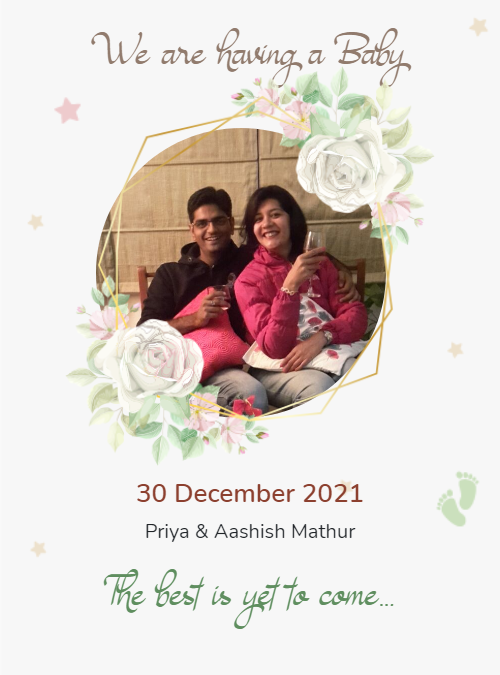 We are having a Baby
30 December 2021
Priya & Aashish Mathur
The best is yet to come...